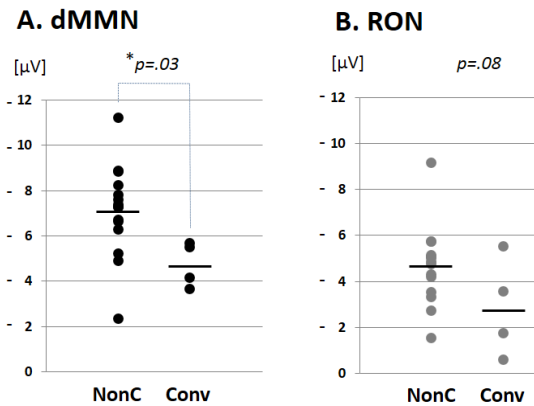 A. dMMN
[µV]
*p=.03
- 12
- 10
- 8
- 6
- 4
- 2
0
NonC Conv
B. RON
[µV]
p=.08
- 12
- 10
- 8
- 6
- 4
- 2
0
NonC Conv